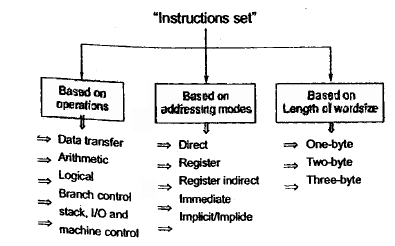 "Instructions set"
Based on
operations
Based on
addressing modes
Based on
Length of wordsize
⇒ Data transfer
⇒ Arithmetic
⇒ Logical
⇒ Branch control
⇒ stack, I/O and
machine control
⇒ Direct
⇒ Register
⇒ Register indirect
⇒ Immediate
⇒ Implicit/Implide
⇒ One-byte
⇒ Two-byte
⇒ Three-byte